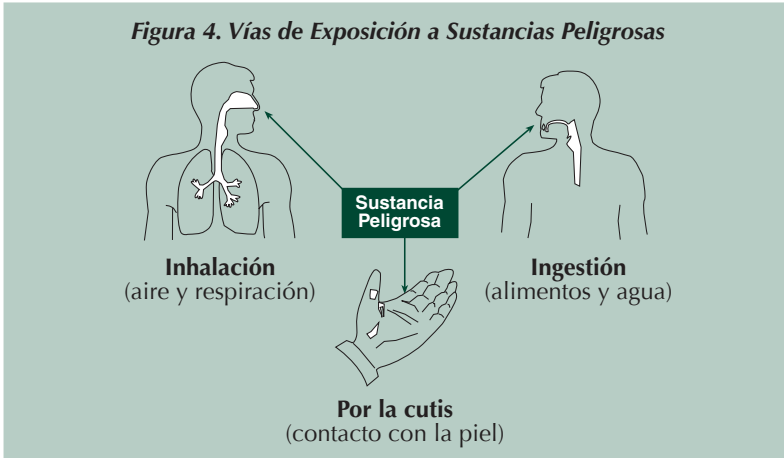 Figura 4. Vías de Exposición a Sustancias Peligrosas
Sustancia
Peligrosa
Inhalación
(aire y respiración)
Ingestión
(alimentos y agua)
Por la cutis
(contacto con la piel)